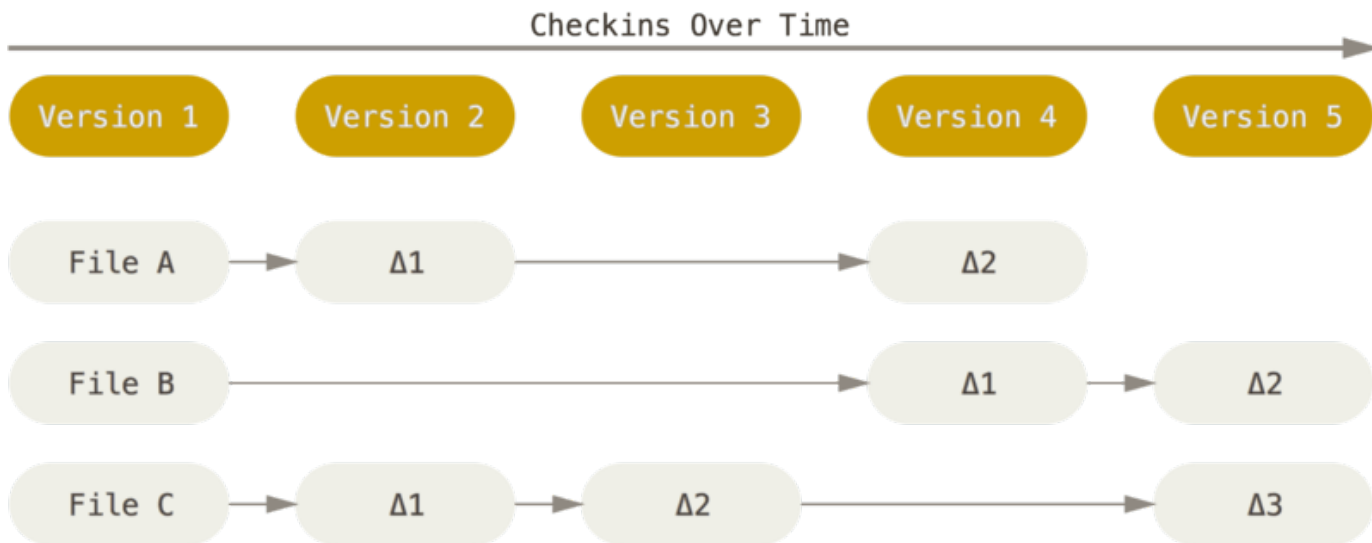 Checkins Over Time
Version 1 Version 2 Version 3 Version 4 Version 5
File A Δ1 Δ2
File B Δ1 Δ2
File C Δ1 Δ2 Δ3